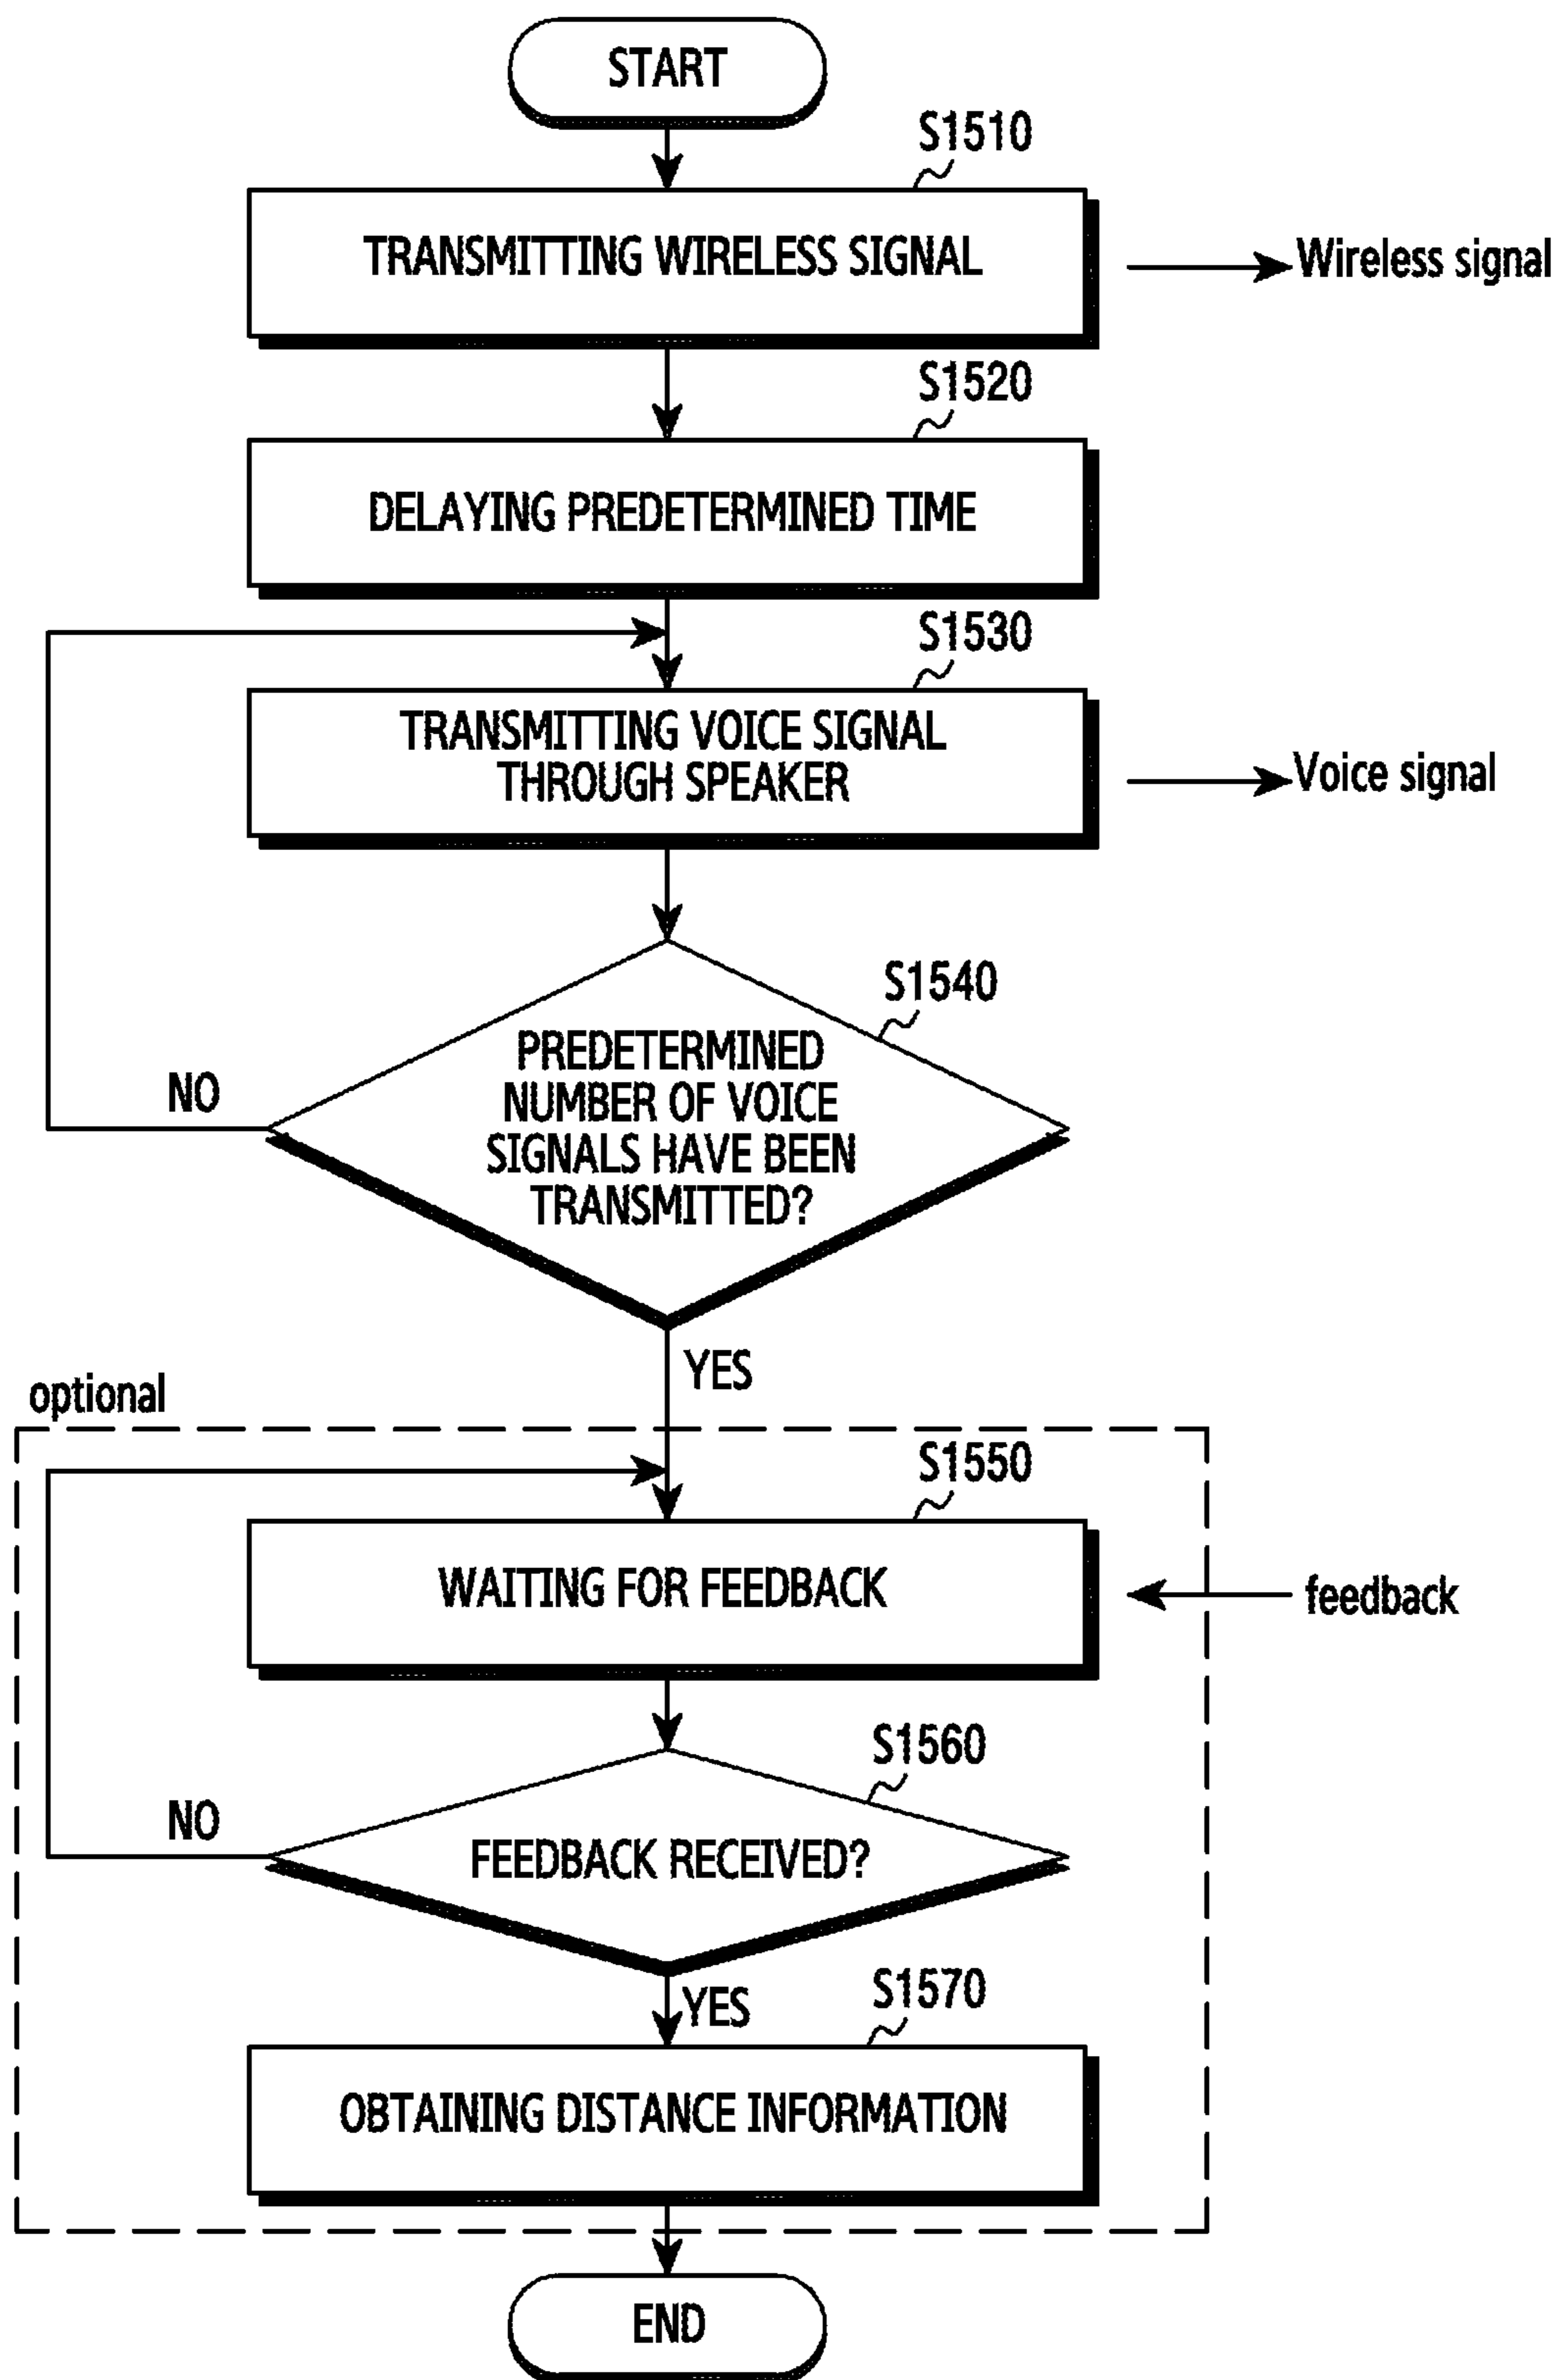 START
S1510
TRANSMITTING WIRELESS SIGNAL
Wireless signal
S1520
DELAYING PREDETERMINED TIME
S1530
TRANSMITTING VOICE SIGNAL
THROUGH SPEAKER
Voice signal
S1540
PREDETERMINED
NUMBER OF VOICE
SIGNALS HAVE BEEN
TRANSMITTED?
NO
YES
optional
S1550
WAITING FOR FEEDBACK
feedback
S1560
FEEDBACK RECEIVED?
NO
YES
S1570
OBTAINING DISTANCE INFORMATION
END